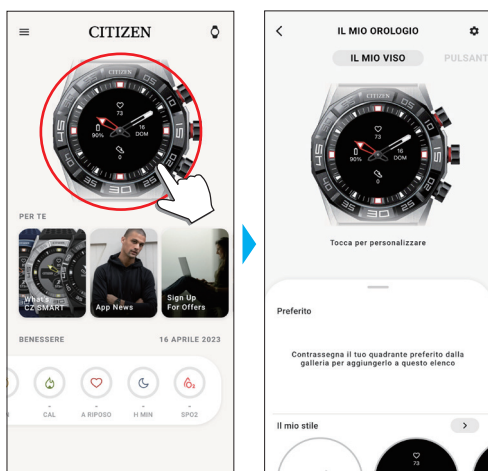 CITIZEN
CITIZEN
73
90%
16
DOM
0
PER TE
What's
CZ SMART
App News
Sign Up
For Offers
BENESSERE
16 APRILE 2023
CAL
A RIPOSO
H MIN
SPO2
IL MIO OROLOGIO
IL MIO VISO
PULSANT
CITIZEN
73
90%
16
DOM
0
Tocca per personalizzare
Preferito
Contrassegna il tuo quadrante preferito dalla
galleria per aggiungerlo a questo elenco
Il mio stile
73